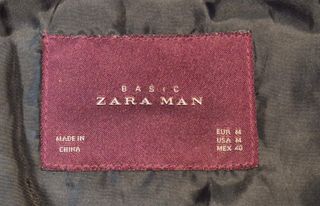 BASIC
ZARA MAN
MADE IN
CHINA
EUR M
USA M
MEX 40